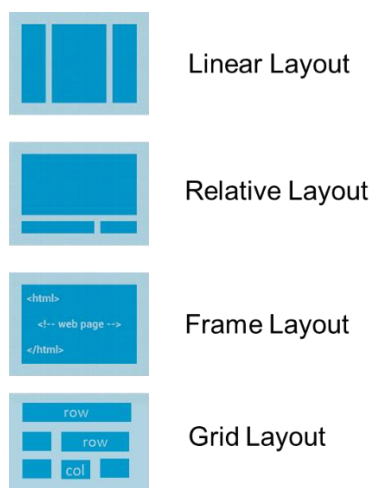 Linear Layout
Relative Layout
<html>
<!-- web page -->
</html>
Frame Layout
row
row
col
Grid Layout